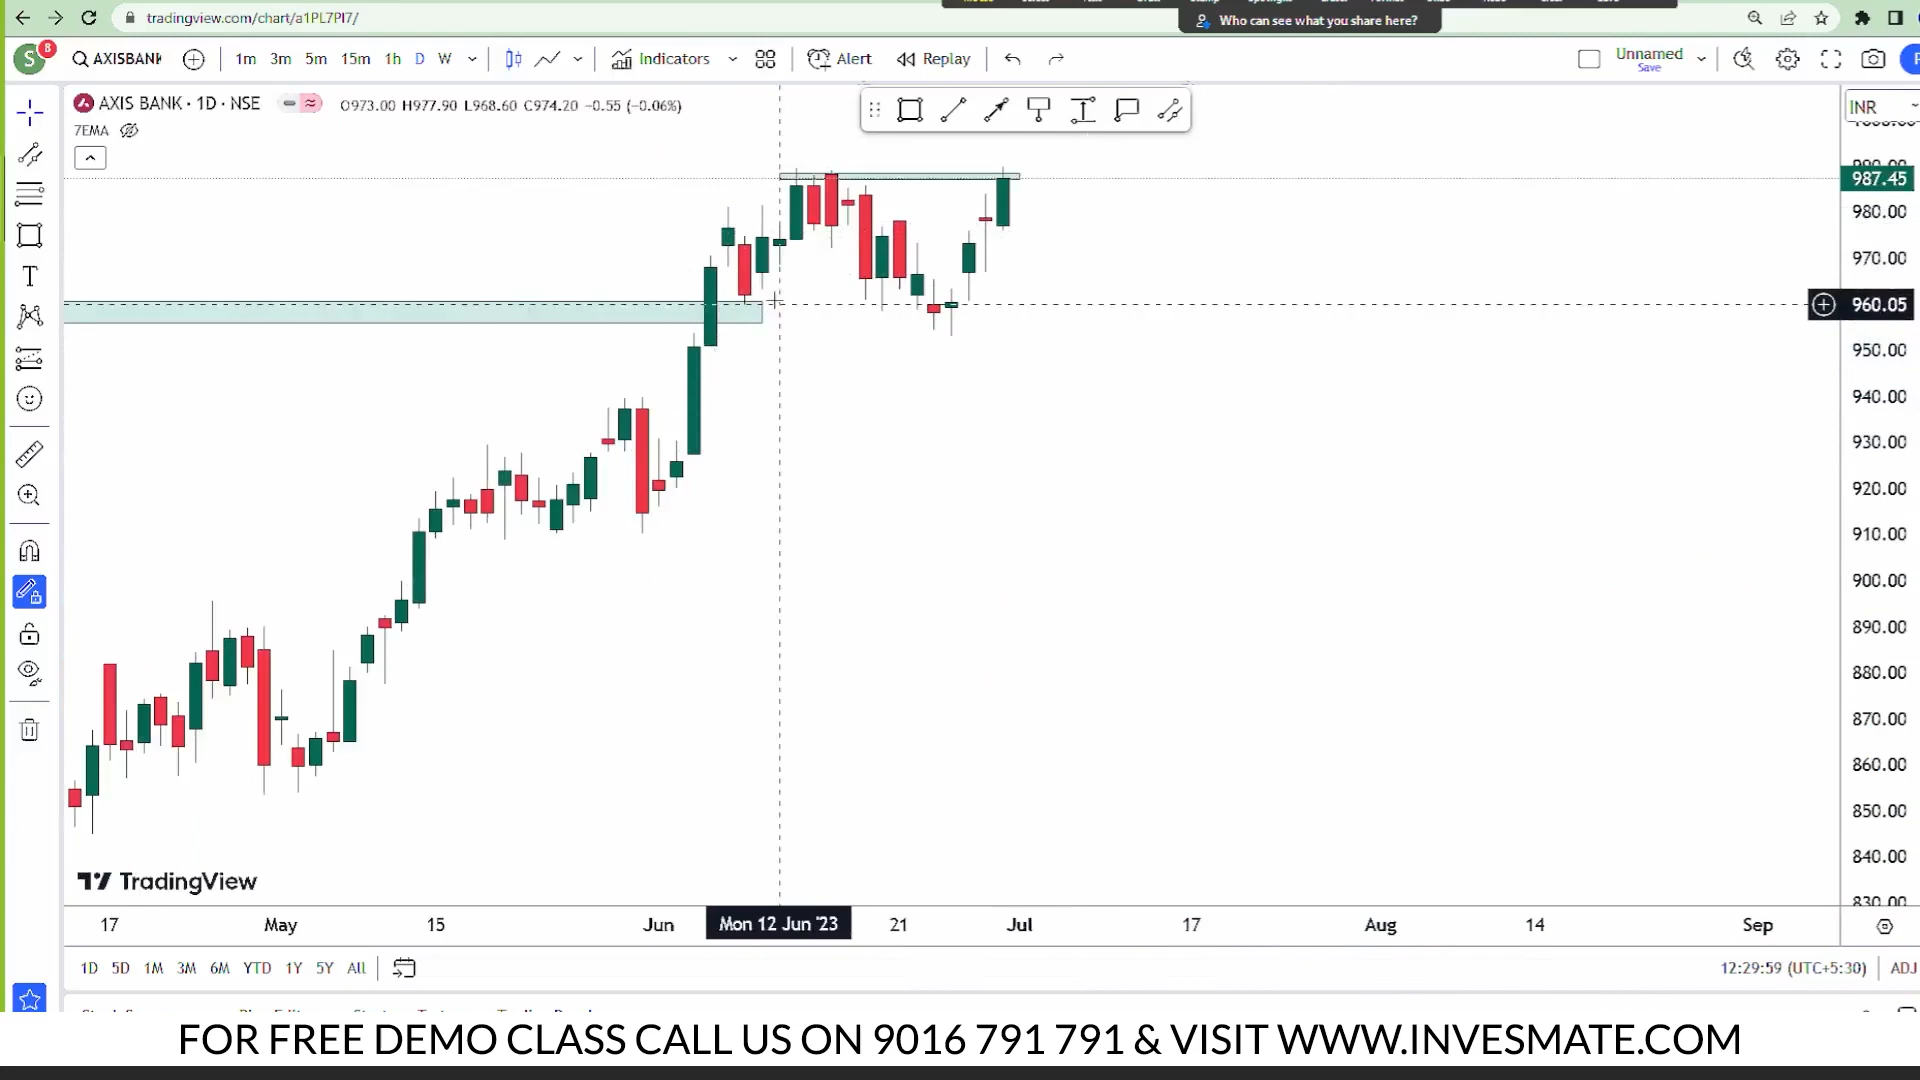 tradingview.com/chart/a1PL7PI7/
Who can see what you share here?
S 8 AXISBANK 1m 3m 5m 15m 1h D W Indicators Alert Replay Unnamed
Save
AXIS BANK · 1D · NSE O973.00 H977.90 L968.60 C974.20 −0.55 (−0.06%)
7EMA
INR
987.45
980.00
970.00
960.05
950.00
940.00
930.00
920.00
910.00
900.00
890.00
880.00
870.00
860.00
850.00
840.00
830.00
T
TradingView
17 May 15 Jun Mon 12 Jun '23 21 Jul 17 Aug 14 Sep
1D 5D 1M 3M 6M YTD 1Y 5Y All 12:29:59 (UTC+5:30) ADJ
FOR FREE DEMO CLASS CALL US ON 9016 791 791 & VISIT WWW.INVESMATE.COM